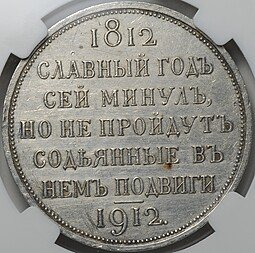 1812
СЛАВНЫЙ ГОДЪ
СЕЙ МИНУЛЪ,
НО НЕ ПРОЙДУТЪ
СОДѢЯННЫЕ ВЪ
НЕМЪ ПОДВИГИ
1912